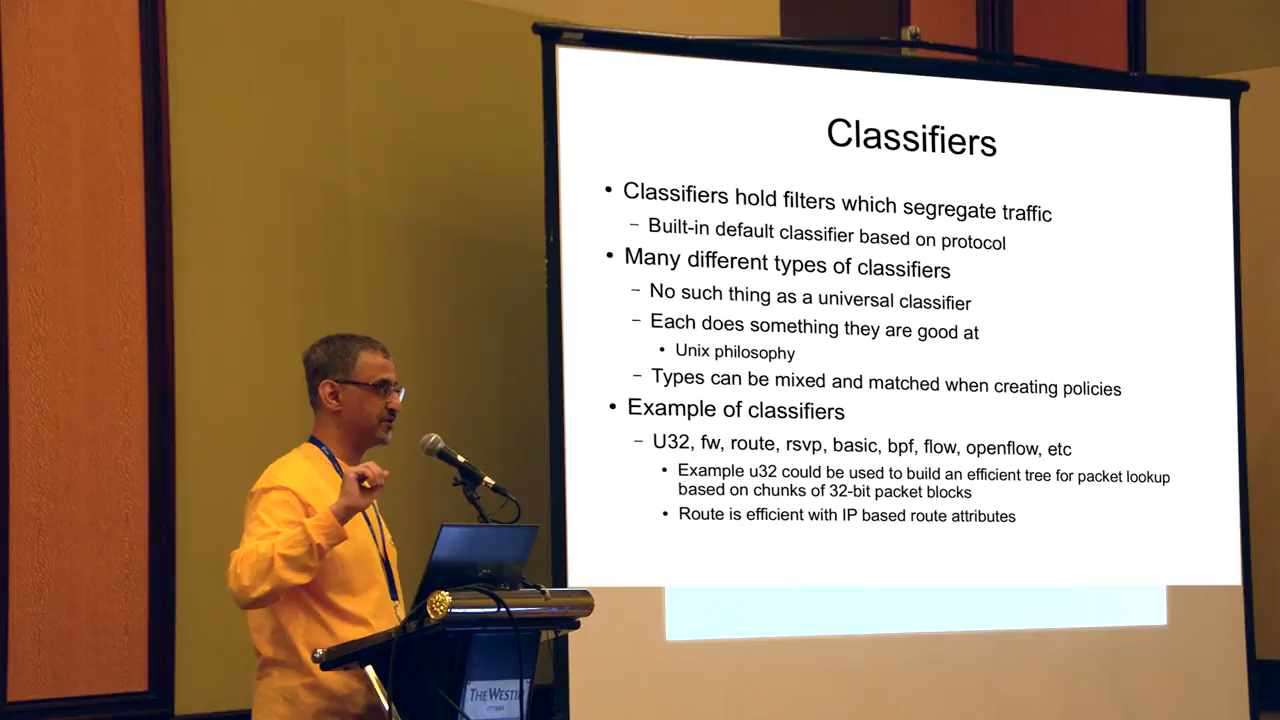 Classifiers
• Classifiers hold filters which segregate traffic
– Built-in default classifier based on protocol
• Many different types of classifiers
– No such thing as a universal classifier
– Each does something they are good at
• Unix philosophy
– Types can be mixed and matched when creating policies
• Example of classifiers
– U32, fw, route, rsvp, basic, bpf, flow, openflow, etc
• Example u32 could be used to build an efficient tree for packet lookup
based on chunks of 32-bit packet blocks
• Route is efficient with IP based route attributes
THE WESTI